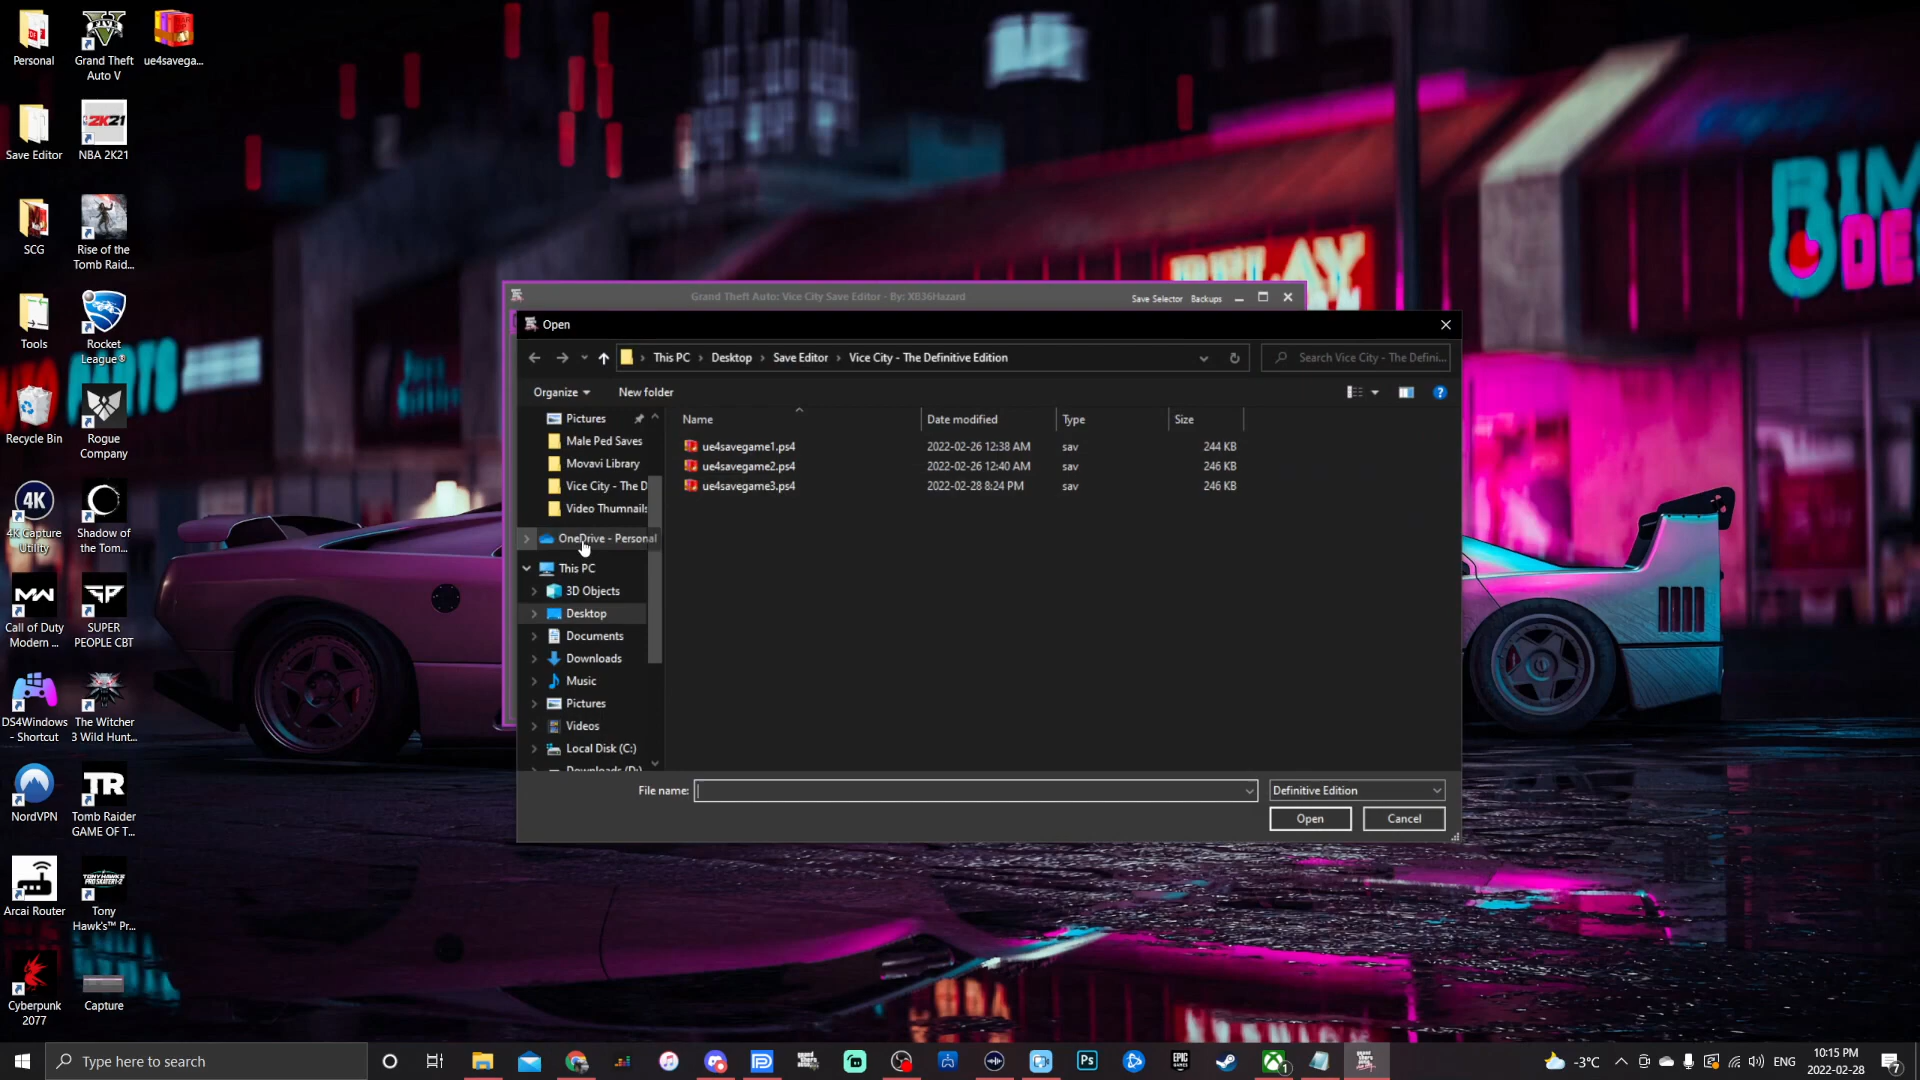 Personal
Grand Theft
Auto V
ue4savega...
Save Editor
NBA 2K21
SCG
Rise of the
Tomb Raid...
Tools
Rocket
League®
Recycle Bin
Rogue
Company
4K Capture
Utility
Shadow of
the Tom...
Call of Duty
Modern ...
SUPER
PEOPLE CBT
DS4Windows
- Shortcut
The Witcher
3 Wild Hunt...
NordVPN
Tomb Raider
GAME OF T...
Arcai Router
Tony
Hawk's™ Pr...
Cyberpunk
2077
Capture
Grand Theft Auto: Vice City Save Editor - By: XB36Hazard
Save Selector Backups
Open
This PC > Desktop > Save Editor > Vice City - The Definitive Edition
Search Vice City - The Defini...
Organize
New folder
Pictures
Male Ped Saves
Movavi Library
Vice City - The D
Video Thumnails
OneDrive - Personal
This PC
3D Objects
Desktop
Documents
Downloads
Music
Pictures
Videos
Local Disk (C:)
Downloads (D:)
Name Date modified Type Size
ue4savegame1.ps4 2022-02-26 12:38 AM sav 244 KB
ue4savegame2.ps4 2022-02-26 12:40 AM sav 246 KB
ue4savegame3.ps4 2022-02-28 8:24 PM sav 246 KB
File name:
Definitive Edition
Open
Cancel
Type here to search
-3°C
ENG
10:15 PM
2022-02-28
7